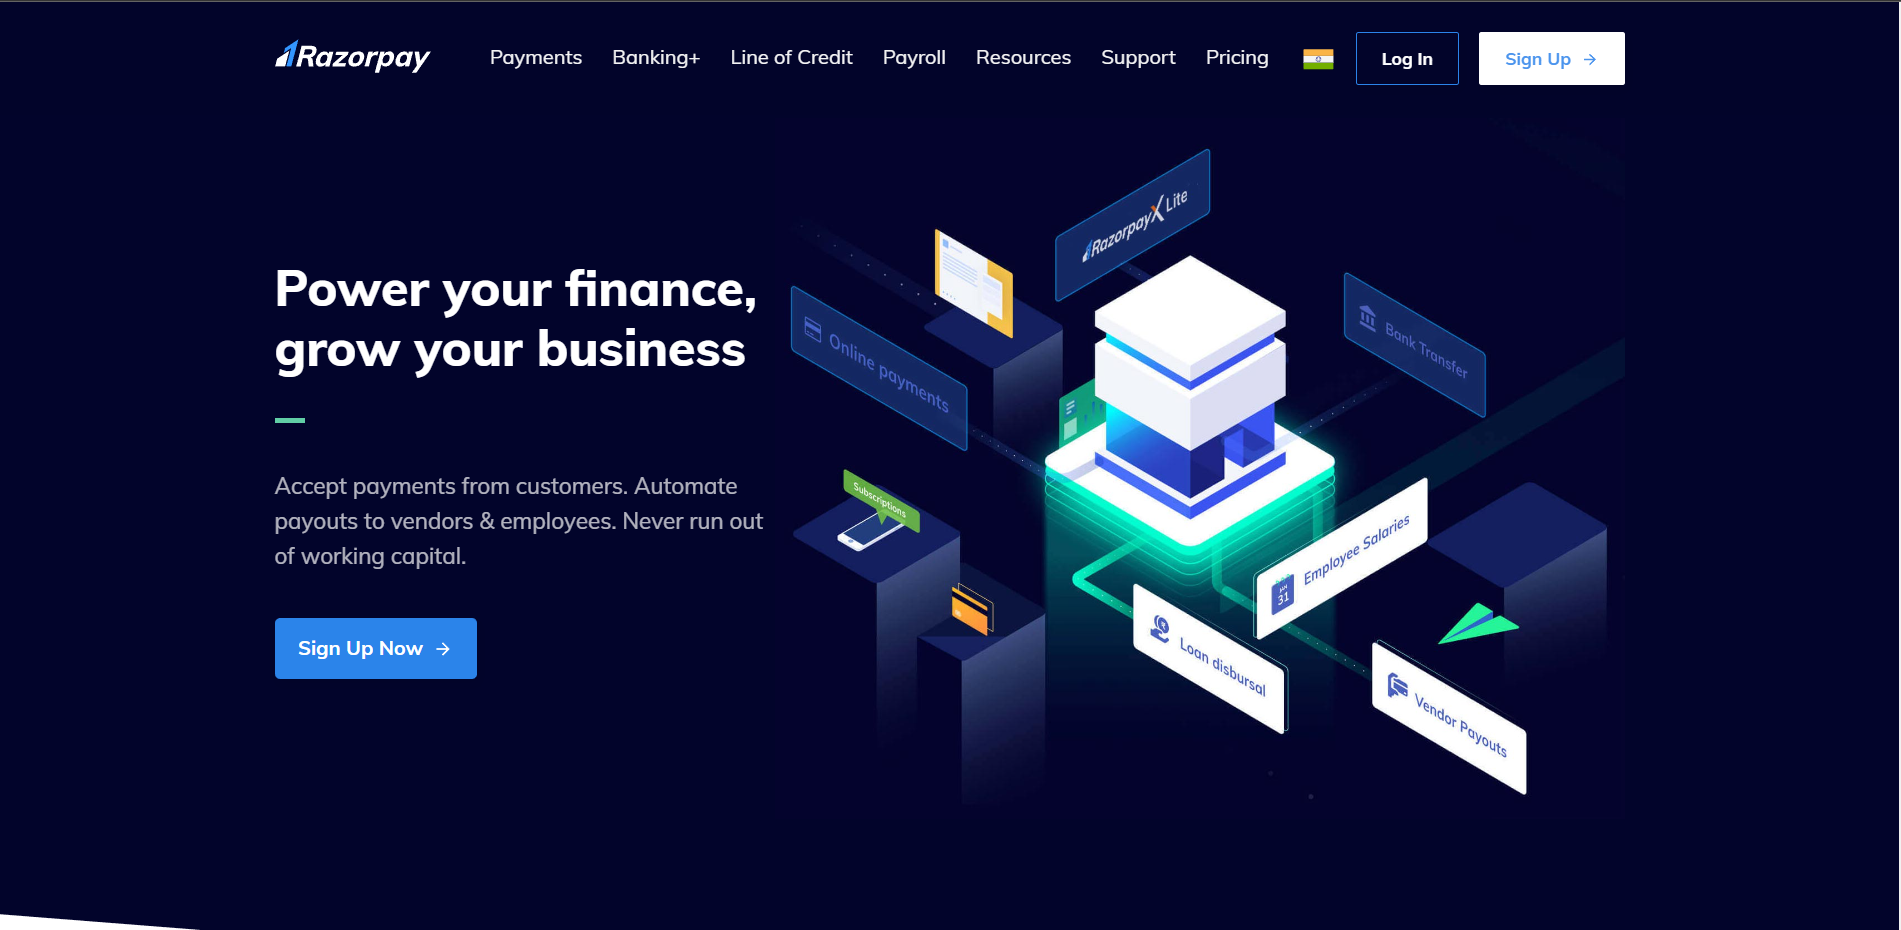 Razorpay
Payments
Banking+
Line of Credit
Payroll
Resources
Support
Pricing
Log In
Sign Up
Power your finance,
grow your business
Accept payments from customers. Automate
payouts to vendors & employees. Never run out
of working capital.
Sign Up Now
RazorpayX Lite
Online payments
Bank Transfer
Subscriptions
Employee Salaries
JAN
31
Loan disbursal
Vendor Payouts